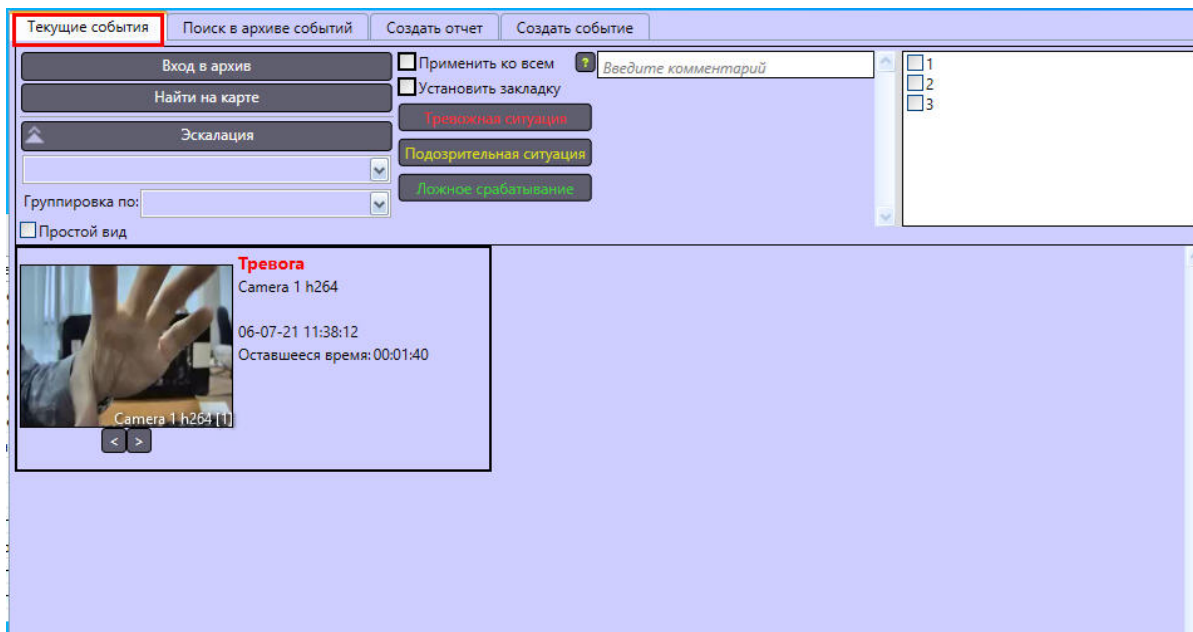 Текущие события
Поиск в архиве событий
Создать отчет
Создать событие
Вход в архив
Найти на карте
Эскалация
Группировка по:
Простой вид
Применить ко всем
?
Введите комментарий
Установить закладку
Тревожная ситуация
Подозрительная ситуация
Ложное срабатывание
1
2
3
Тревога
Camera 1 h264
06-07-21 11:38:12
Оставшееся время: 00:01:40
Camera 1 h264 [1]
< >